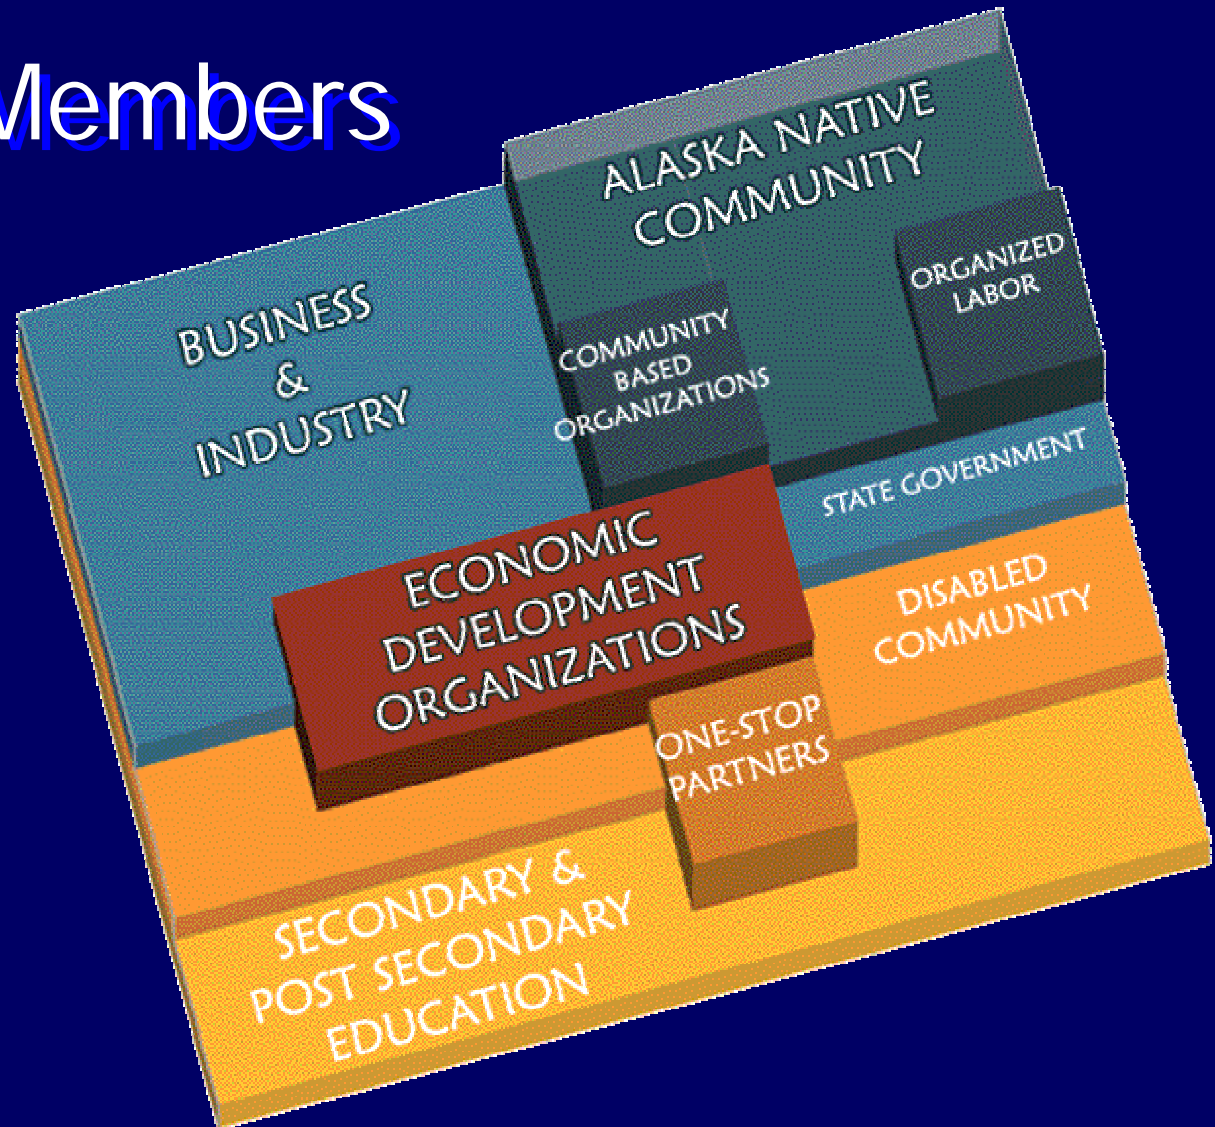 Members
ALASKA NATIVE
COMMUNITY
BUSINESS
&
INDUSTRY
ORGANIZED
LABOR
COMMUNITY
BASED
ORGANIZATIONS
STATE GOVERNMENT
ECONOMIC
DEVELOPMENT
ORGANIZATIONS
DISABLED
COMMUNITY
ONE-STOP
PARTNERS
SECONDARY &
POST SECONDARY
EDUCATION